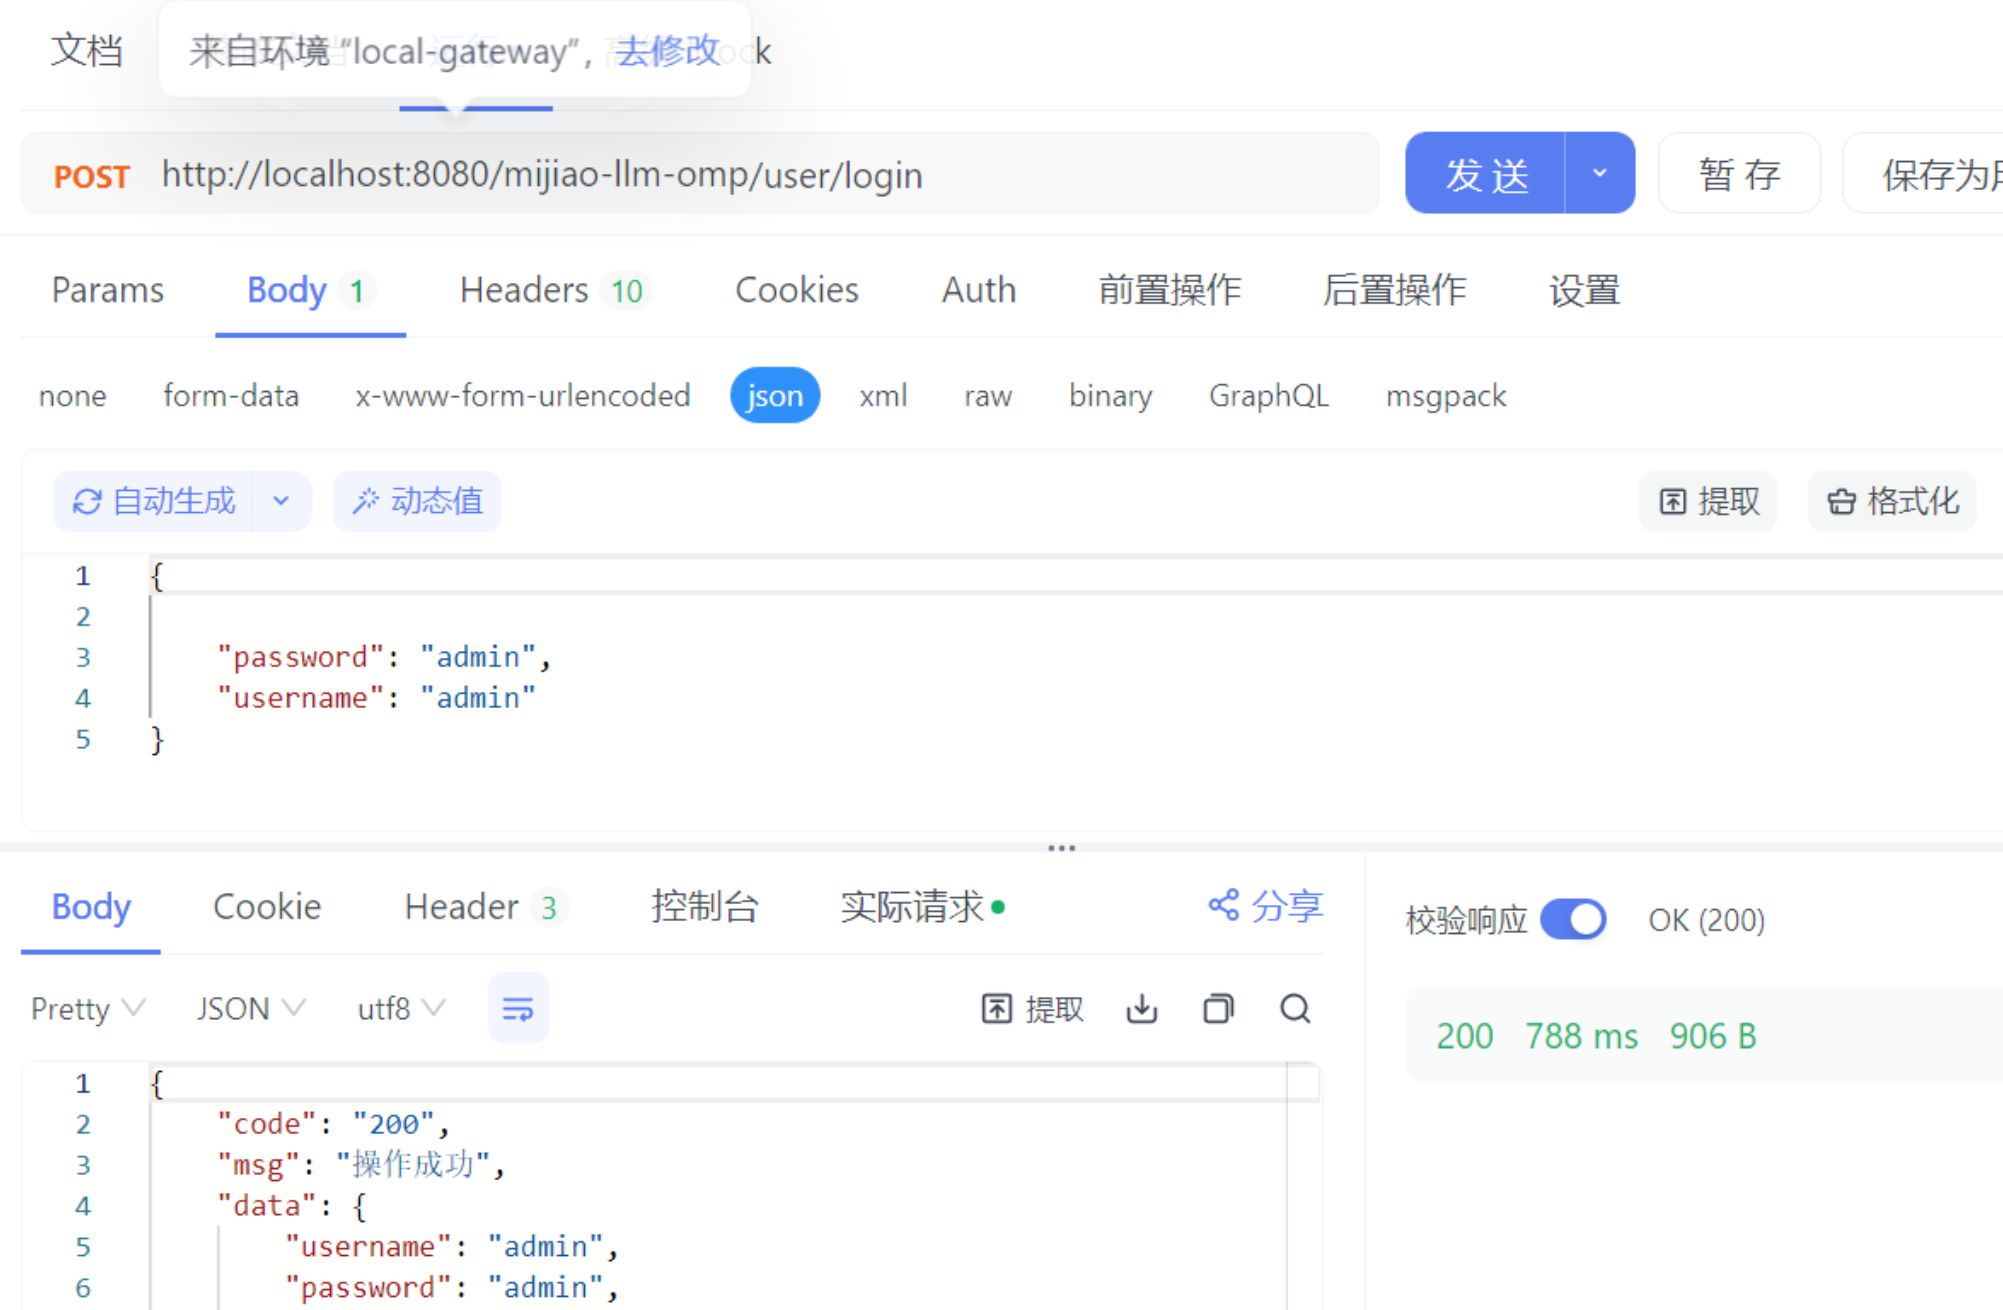 文档
来自环境 “local-gateway”, 去修改
ck
POST http://localhost:8080/mijiao-llm-omp/user/login
发 送
暂 存
保存为
Params Body 1 Headers 10 Cookies Auth 前置操作 后置操作 设置
none form-data x-www-form-urlencoded json xml raw binary GraphQL msgpack
自动生成 动态值 提取 格式化
1 {
2
3 "password": "admin",
4 "username": "admin"
5 }
Body Cookie Header 3 控制台 实际请求 分享
校验响应 OK (200)
Pretty JSON utf8 提取
200 788 ms 906 B
1 {
2 "code": "200",
3 "msg": "操作成功",
4 "data": {
5 "username": "admin",
6 "password": "admin",